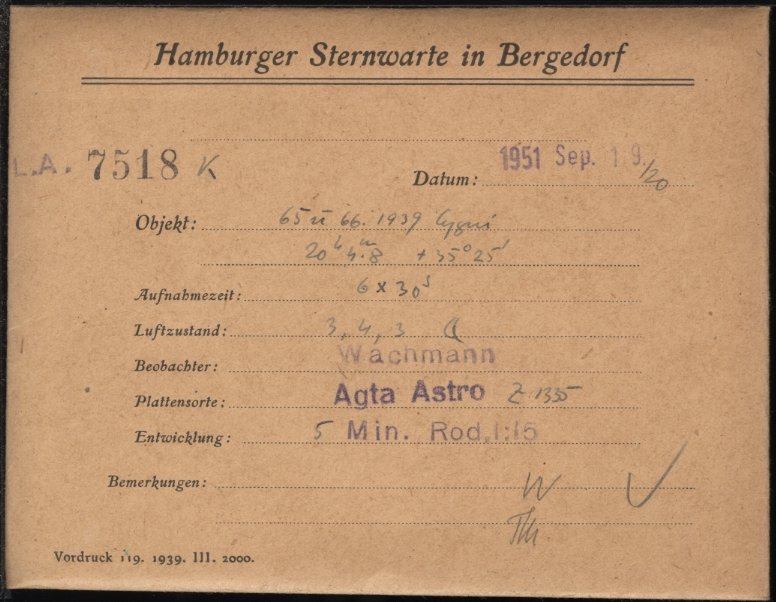 Hamburger Sternwarte in Bergedorf
L.A. 7518 K
Datum: 1951 Sep. 19./20
Objekt: 65 u 66. 1939 Cygni
20ʰ 4ᵐ.8 + 35° 25'
Aufnahmezeit: 6 x 30ˢ
Luftzustand: 3, 4, 3
Beobachter: Wachmann
Plattensorte: Agfa Astro Z 1335
Entwicklung: 5 Min. Rod. 1:15
Bemerkungen: W ✓
Vordruck 119. 1939. III. 2000.